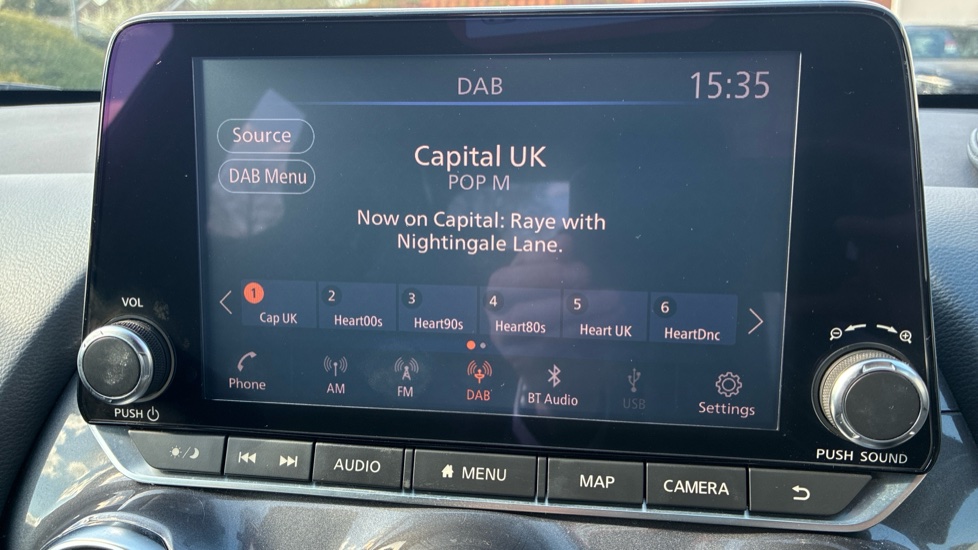 DAB
15:35
Source
DAB Menu
Capital UK
POP M
Now on Capital: Raye with
Nightingale Lane.
1 Cap UK
2 Heart00s
3 Heart90s
4 Heart80s
5 Heart UK
6 HeartDnc
Phone
AM
FM
DAB
BT Audio
USB
Settings
VOL
PUSH
PUSH SOUND
AUDIO
MENU
MAP
CAMERA